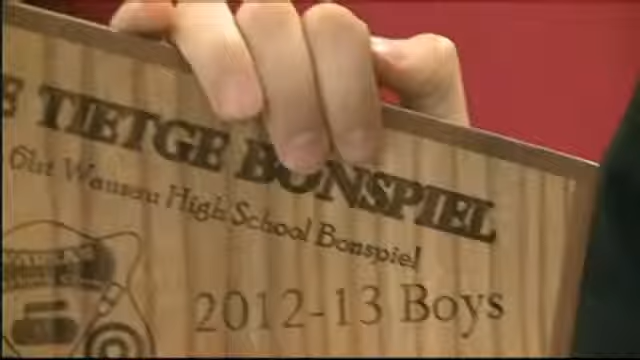 E TIETGE BONSPIEL
61st Wausau High School Bonspiel
2012-13 Boys